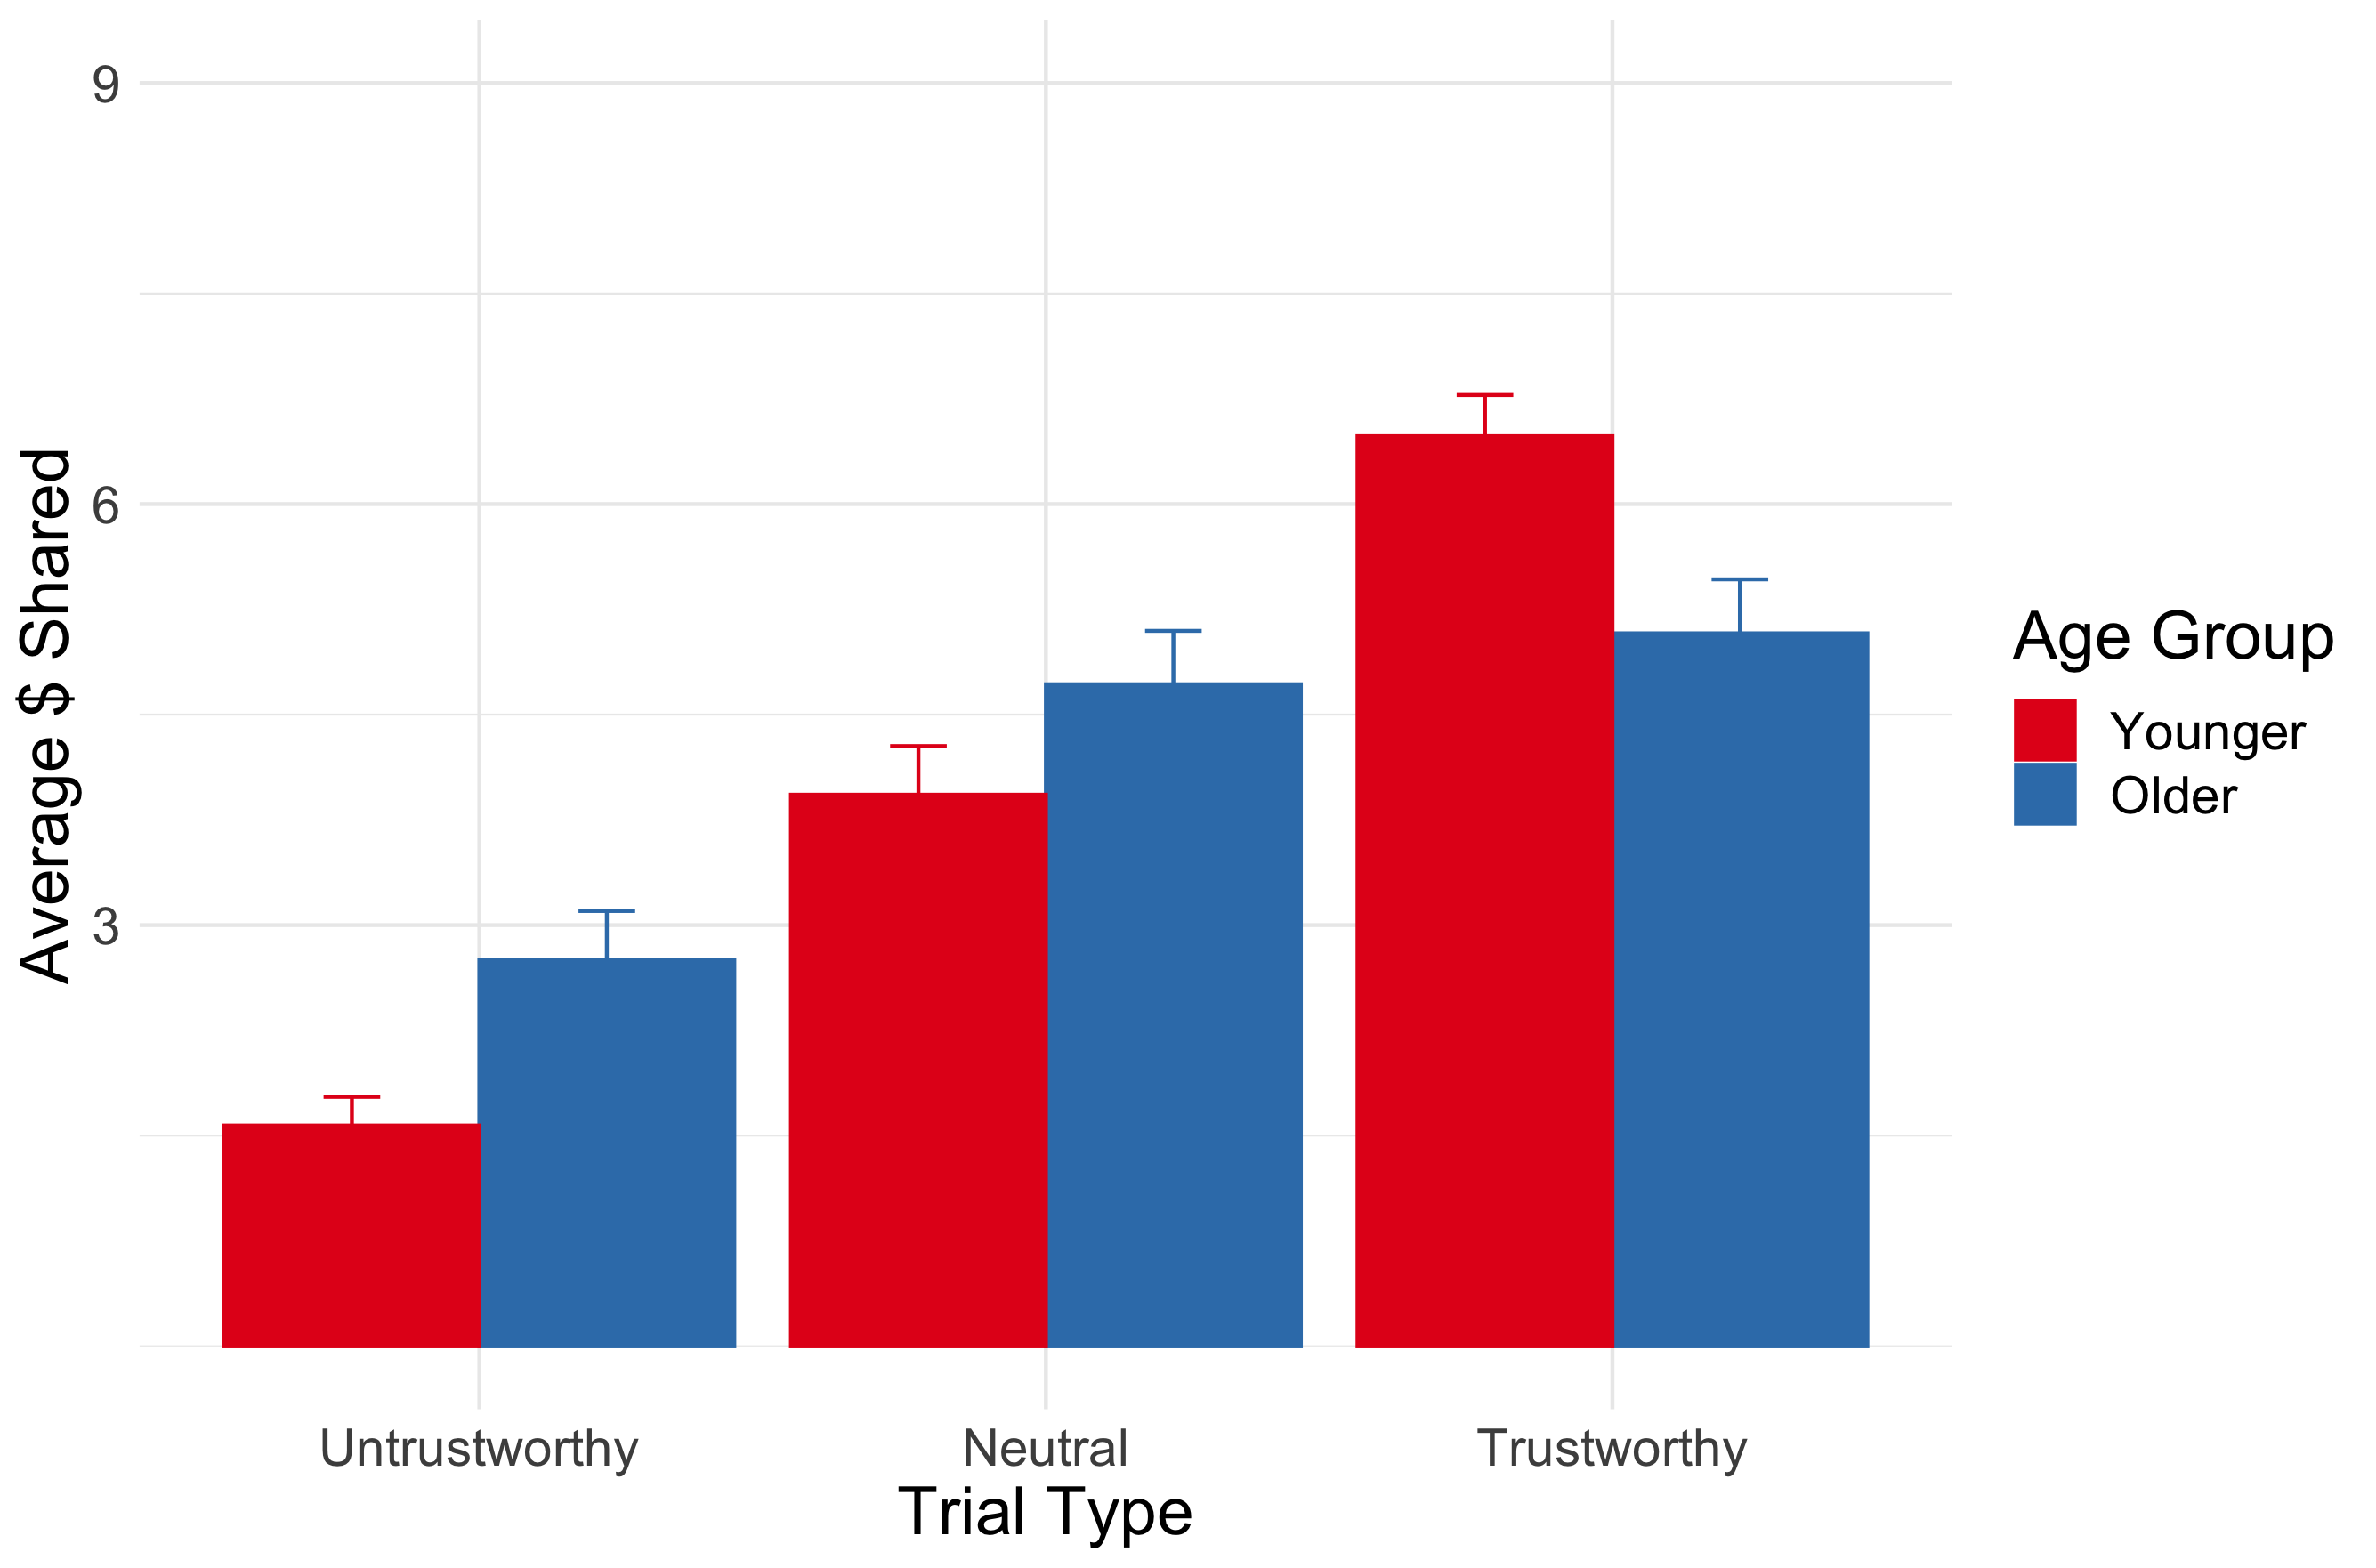 9
6
3
Average $ Shared
Untrustworthy
Neutral
Trustworthy
Trial Type
Age Group
Younger
Older